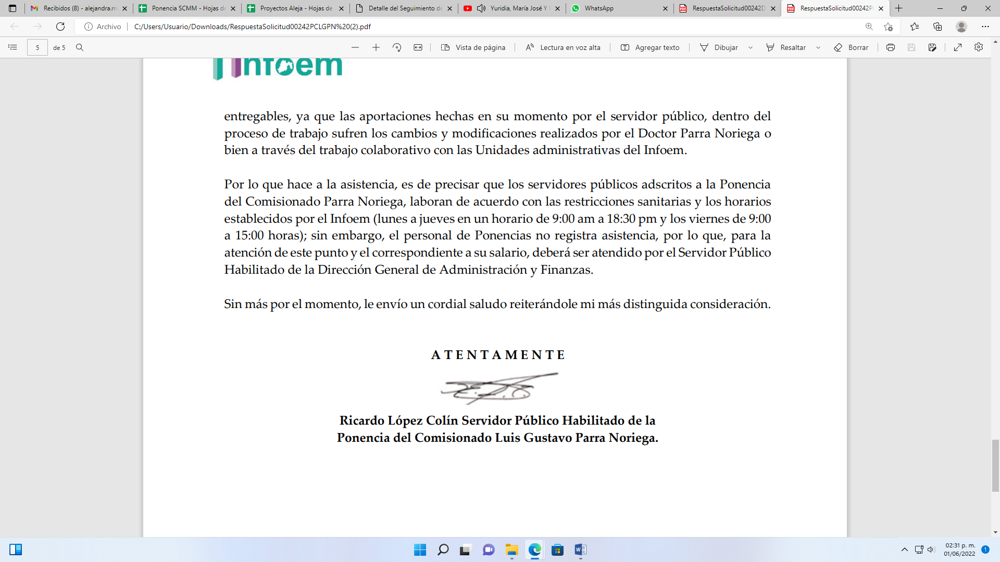 Recibidos (8) - alejandra.m
Ponencia SCMM - Hojas de
Proyectos Aleja - Hojas de
Detalle del Seguimiento de
Yuridia, María José Y E
WhatsApp
RespuestaSolicitud00242D
RespuestaSolicitud00242P
Archivo
C:/Users/Usuario/Downloads/RespuestaSolicitud00242PCLGPN%20(2).pdf
5 de 5
Vista de página
Lectura en voz alta
Agregar texto
Dibujar
Resaltar
Borrar
infoem
entregables, ya que las aportaciones hechas en su momento por el servidor público, dentro del
proceso de trabajo sufren los cambios y modificaciones realizados por el Doctor Parra Noriega o
bien a través del trabajo colaborativo con las Unidades administrativas del Infoem.
Por lo que hace a la asistencia, es de precisar que los servidores públicos adscritos a la Ponencia
del Comisionado Parra Noriega, laboran de acuerdo con las restricciones sanitarias y los horarios
establecidos por el Infoem (lunes a jueves en un horario de 9:00 am a 18:30 pm y los viernes de 9:00
a 15:00 horas); sin embargo, el personal de Ponencias no registra asistencia, por lo que, para la
atención de este punto y el correspondiente a su salario, deberá ser atendido por el Servidor Público
Habilitado de la Dirección General de Administración y Finanzas.
Sin más por el momento, le envío un cordial saludo reiterándole mi más distinguida consideración.
A T E N T A M E N T E
Ricardo López Colín Servidor Público Habilitado de la
Ponencia del Comisionado Luis Gustavo Parra Noriega.
02:31 p. m.
01/06/2022
1